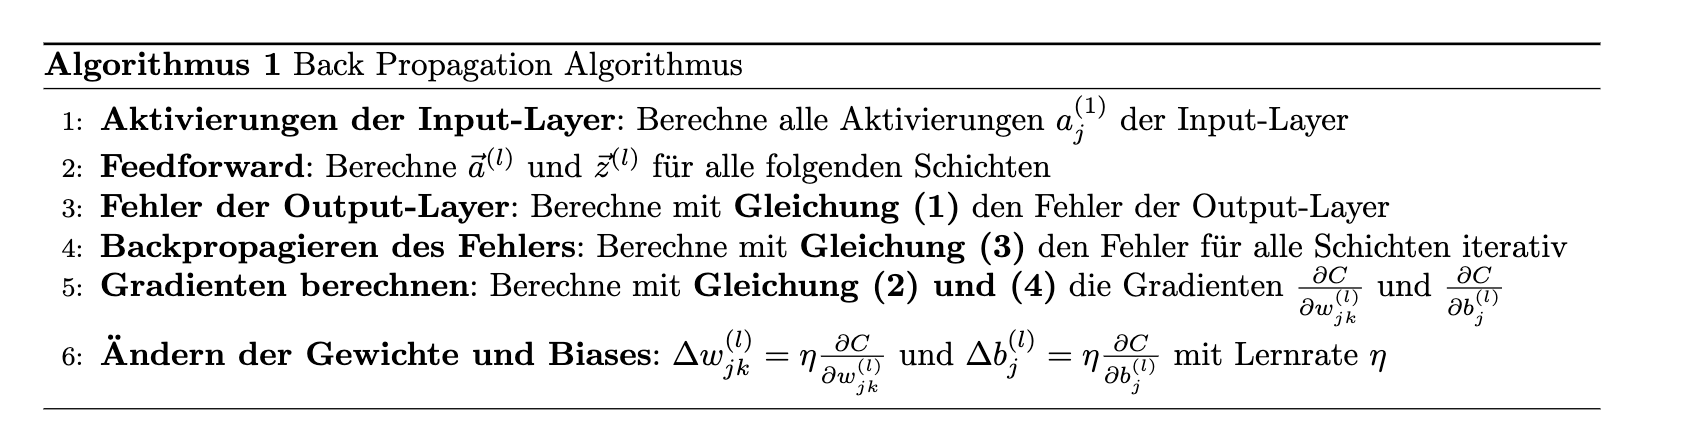 Algorithmus 1 Back Propagation Algorithmus
1: Aktivierungen der Input-Layer: Berechne alle Aktivierungen $a_j^{(1)}$ der Input-Layer
2: Feedforward: Berechne $\vec{a}^{(l)}$ und $\vec{z}^{(l)}$ für alle folgenden Schichten
3: Fehler der Output-Layer: Berechne mit Gleichung (1) den Fehler der Output-Layer
4: Backpropagieren des Fehlers: Berechne mit Gleichung (3) den Fehler für alle Schichten iterativ
5: Gradienten berechnen: Berechne mit Gleichung (2) und (4) die Gradienten $\frac{\partial C}{\partial w_{jk}^{(l)}}$ und $\frac{\partial C}{\partial b_j^{(l)}}$
6: Ändern der Gewichte und Biases: $\Delta w_{jk}^{(l)} = \eta \frac{\partial C}{\partial w_{jk}^{(l)}}$ und $\Delta b_j^{(l)} = \eta \frac{\partial C}{\partial b_j^{(l)}}$ mit Lernrate $\eta$